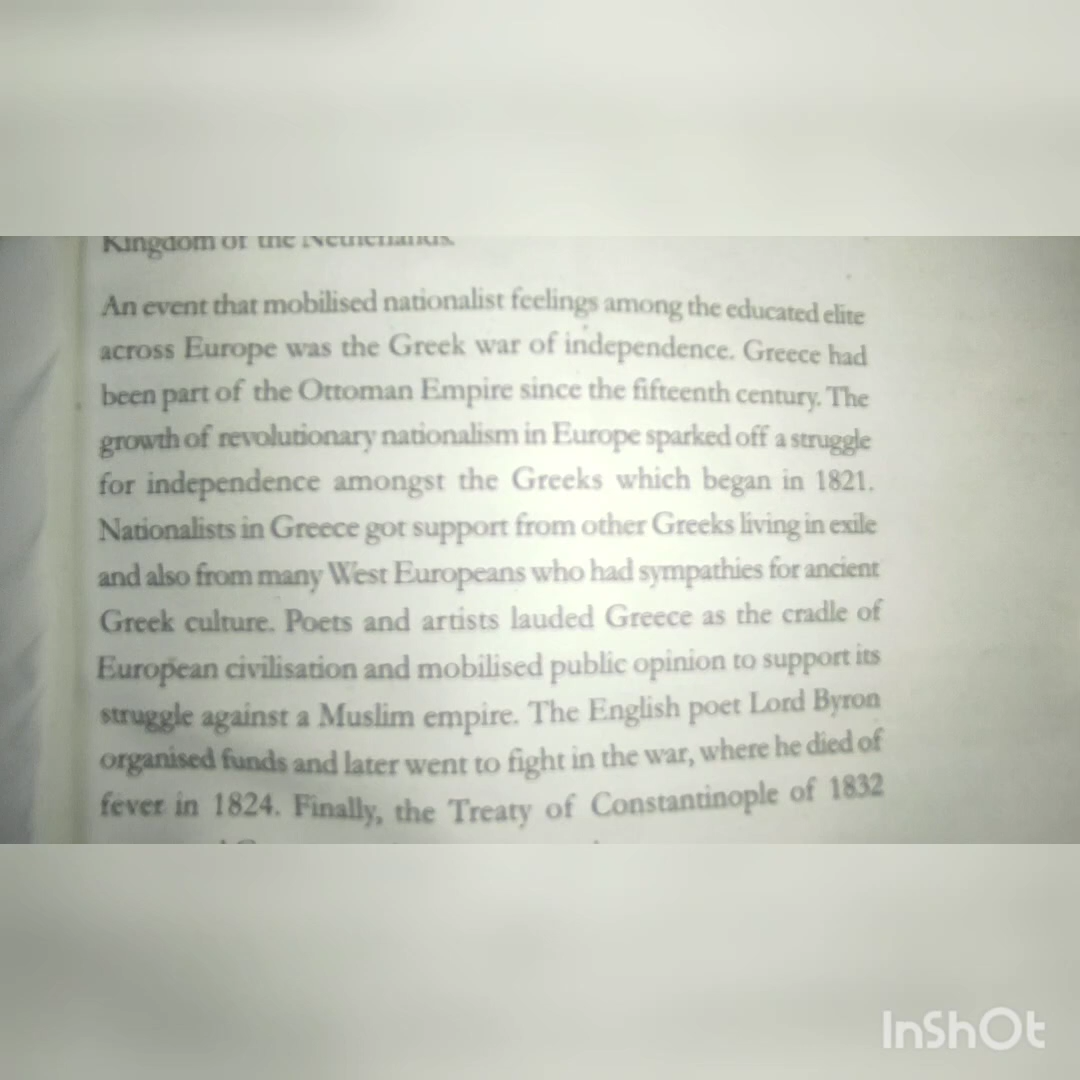 Kingdom of the Netherlands.
An event that mobilised nationalist feelings among the educated elite
across Europe was the Greek war of independence. Greece had
been part of the Ottoman Empire since the fifteenth century. The
growth of revolutionary nationalism in Europe sparked off a struggle
for independence amongst the Greeks which began in 1821.
Nationalists in Greece got support from other Greeks living in exile
and also from many West Europeans who had sympathies for ancient
Greek culture. Poets and artists lauded Greece as the cradle of
European civilisation and mobilised public opinion to support its
struggle against a Muslim empire. The English poet Lord Byron
organised funds and later went to fight in the war, where he died of
fever in 1824. Finally, the Treaty of Constantinople of 1832
InShOt